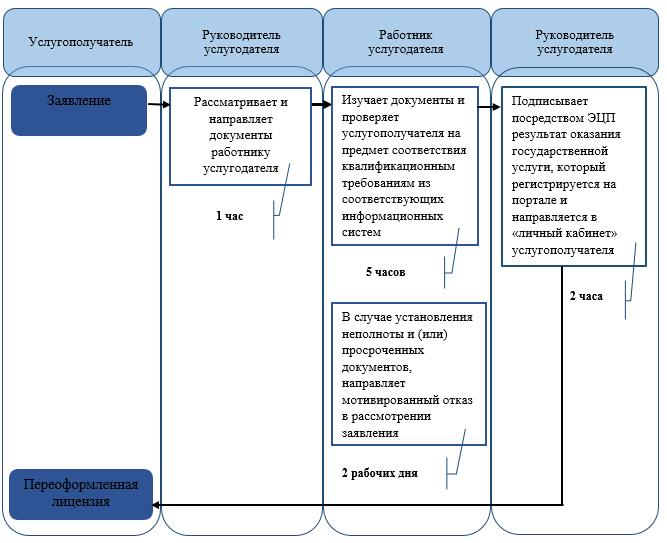 Услугополучатель
Руководитель
услугодателя
Работник
услугодателя
Руководитель
услугодателя
Заявление
Рассматривает и
направляет
документы
работнику
услугодателя
1 час
Изучает документы и
проверяет
услугополучателя на
предмет соответствия
квалификационным
требованиям из
соответствующих
информационных
систем
5 часов
Подписывает
посредством ЭЦП
результат оказания
государственной
услуги, который
регистрируется на
портале и
направляется в
«личный кабинет»
услугополучателя
2 часа
В случае установления
неполноты и (или)
просроченных
документов,
направляет
мотивированный отказ
в рассмотрении
заявления
2 рабочих дня
Переоформленная
лицензия